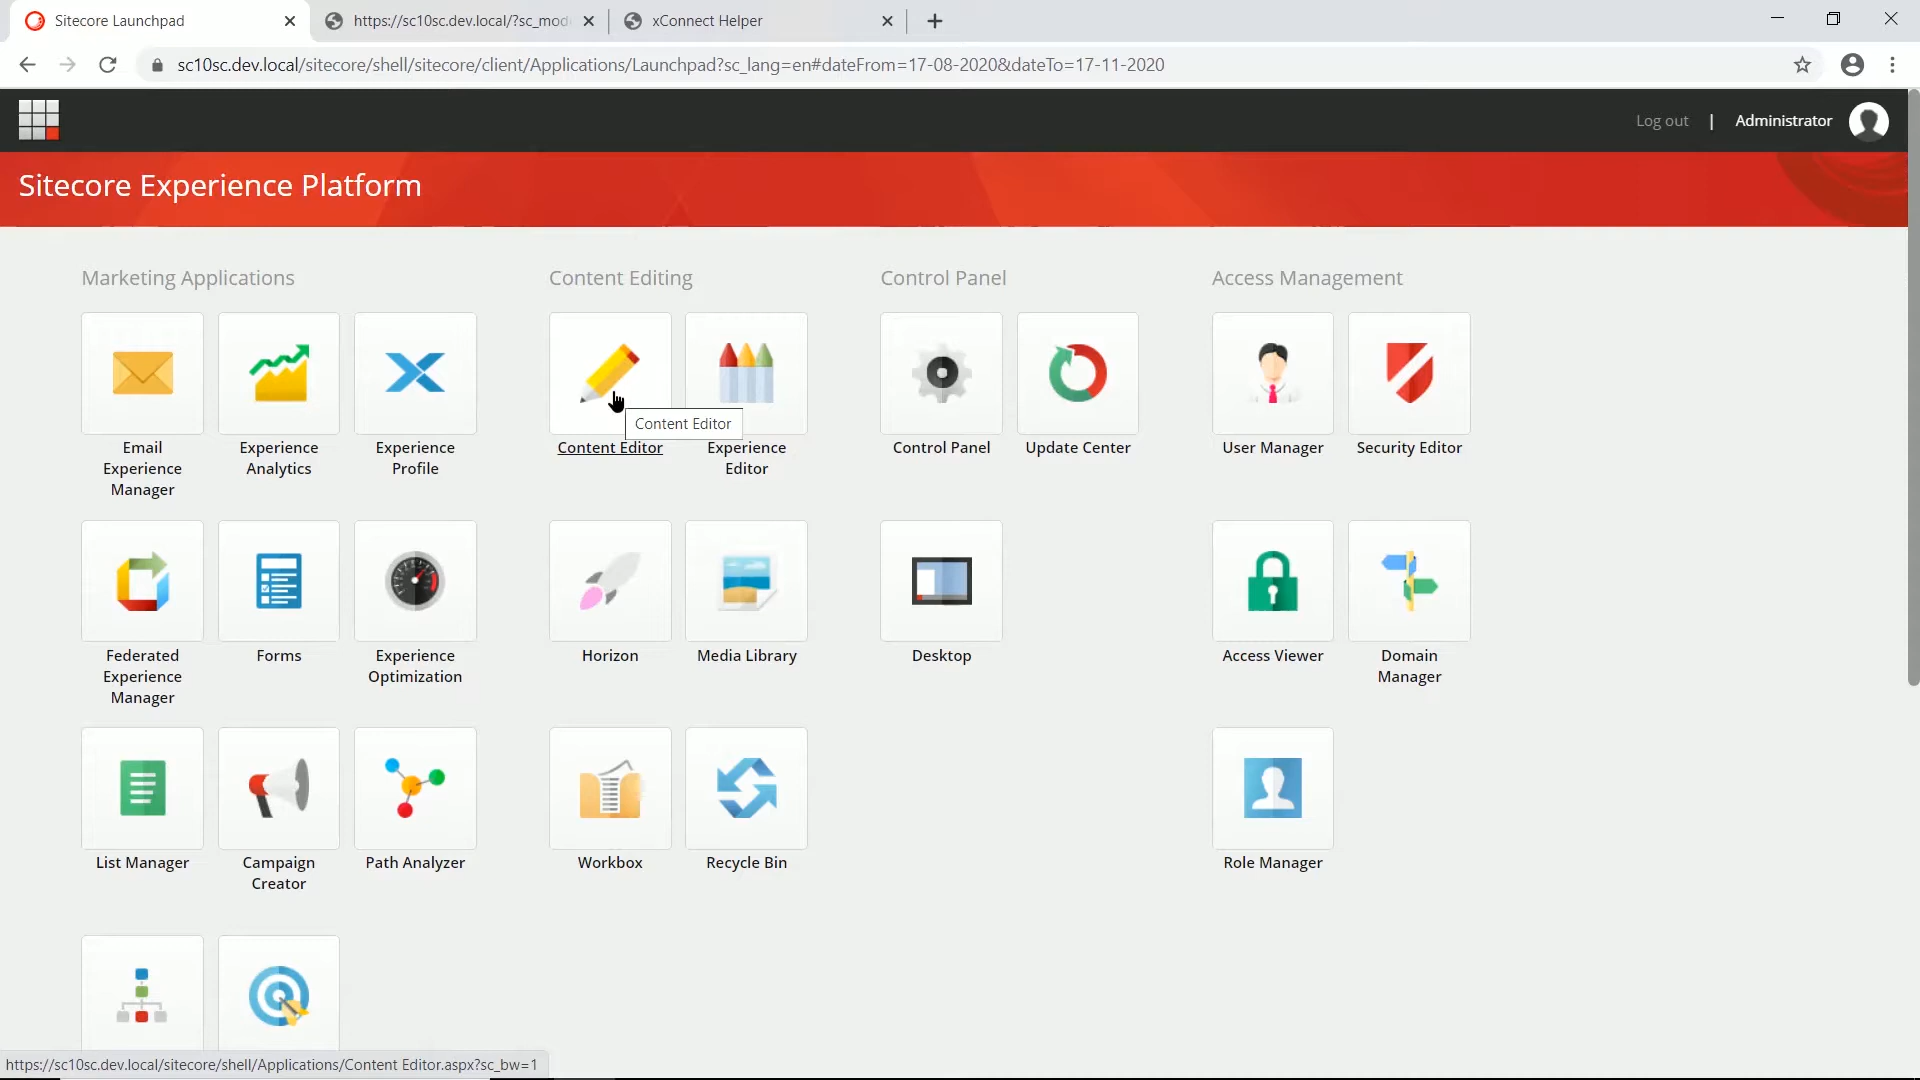 Sitecore Launchpad
https://sc10sc.dev.local/?sc_mod
xConnect Helper
sc10sc.dev.local/sitecore/shell/sitecore/client/Applications/Launchpad?sc_lang=en#dateFrom=17-08-2020&dateTo=17-11-2020
Log out | Administrator
Sitecore Experience Platform
Marketing Applications
Content Editing
Control Panel
Access Management
Email
Experience
Manager
Experience
Analytics
Experience
Profile
Content Editor
Content Editor
Experience
Editor
Control Panel
Update Center
User Manager
Security Editor
Federated
Experience
Manager
Forms
Experience
Optimization
Horizon
Media Library
Desktop
Access Viewer
Domain
Manager
List Manager
Campaign
Creator
Path Analyzer
Workbox
Recycle Bin
Role Manager
https://sc10sc.dev.local/sitecore/shell/Applications/Content Editor.aspx?sc_bw=1